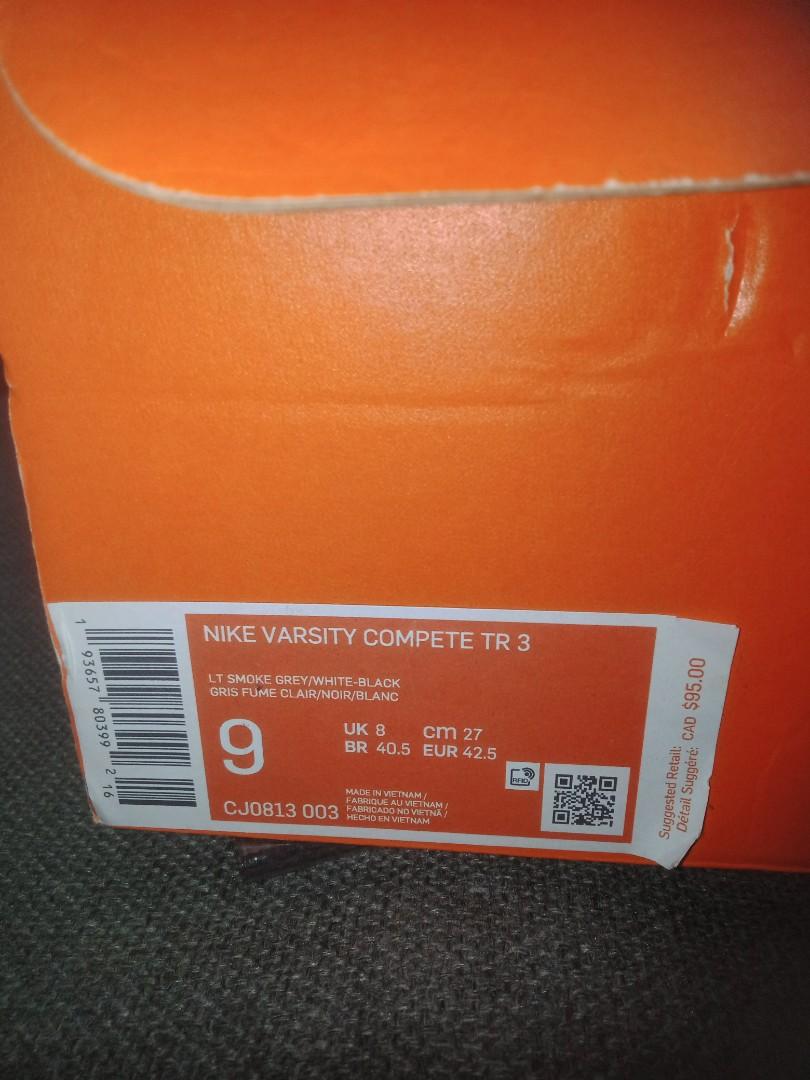 NIKE VARSITY COMPETE TR 3
LT SMOKE GREY/WHITE-BLACK
GRIS FUME CLAIR/NOIR/BLANC
9
UK 8 cm 27
BR 40.5 EUR 42.5
CJ0813 003
MADE IN VIETNAM /
FABRIQUE AU VIETNAM /
FABRICADO NO VIETNÃ /
HECHO EN VIETNAM
RFID
1 93657 80399 2 16
Suggested Retail:
Détail Suggéré: CAD $95.00